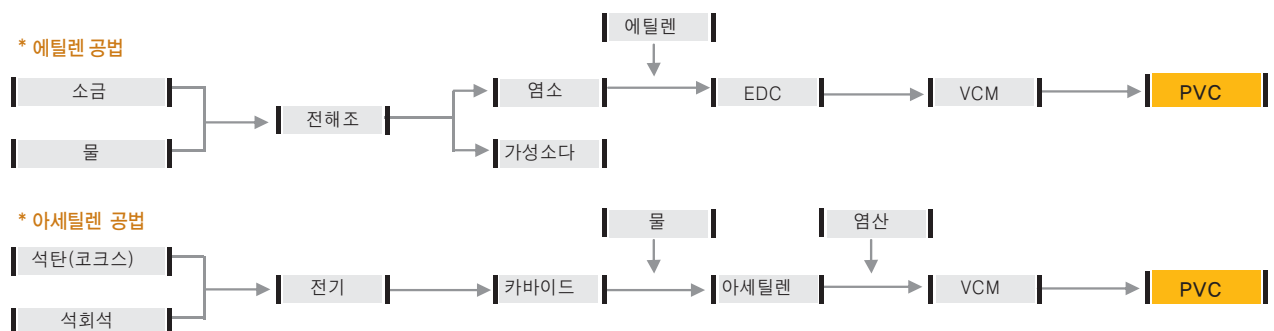 에틸렌
* 에틸렌 공법
소금
염소
EDC
VCM
PVC
전해조
물
가성소다
* 아세틸렌 공법
물
염산
석탄(코크스)
전기
카바이드
아세틸렌
VCM
PVC
석회석